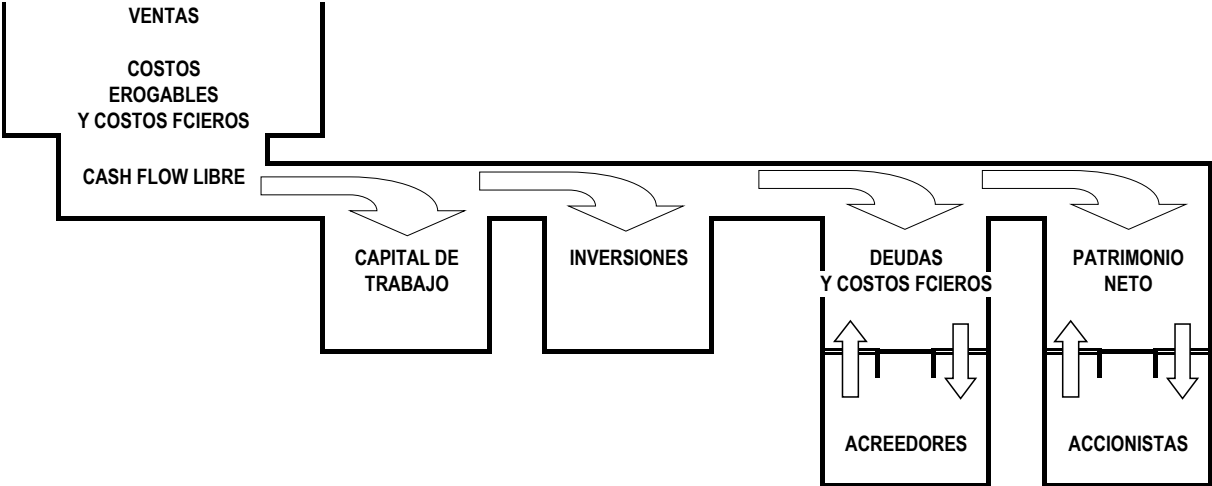 VENTAS
COSTOS
EROGABLES
Y COSTOS FCIEROS
CASH FLOW LIBRE
CAPITAL DE
TRABAJO
INVERSIONES
DEUDAS
Y COSTOS FCIEROS
PATRIMONIO
NETO
ACREEDORES
ACCIONISTAS